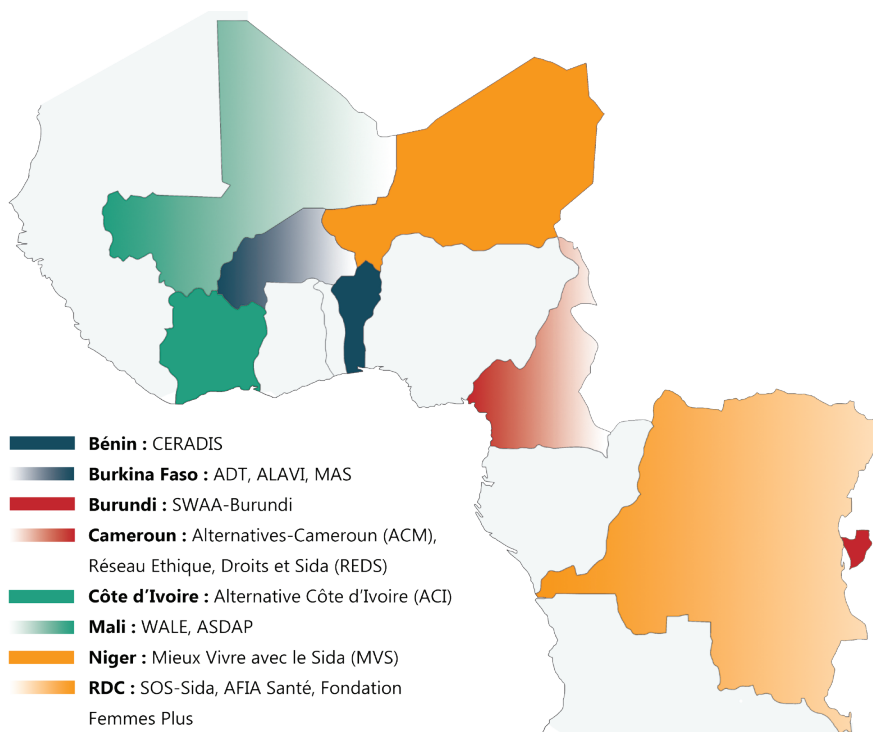 Bénin : CERADIS
Burkina Faso : ADT, ALAVI, MAS
Burundi : SWAA-Burundi
Cameroun : Alternatives-Cameroun (ACM),
Réseau Ethique, Droits et Sida (REDS)
Côte d'Ivoire : Alternative Côte d'Ivoire (ACI)
Mali : WALE, ASDAP
Niger : Mieux Vivre avec le Sida (MVS)
RDC : SOS-Sida, AFIA Santé, Fondation
Femmes Plus